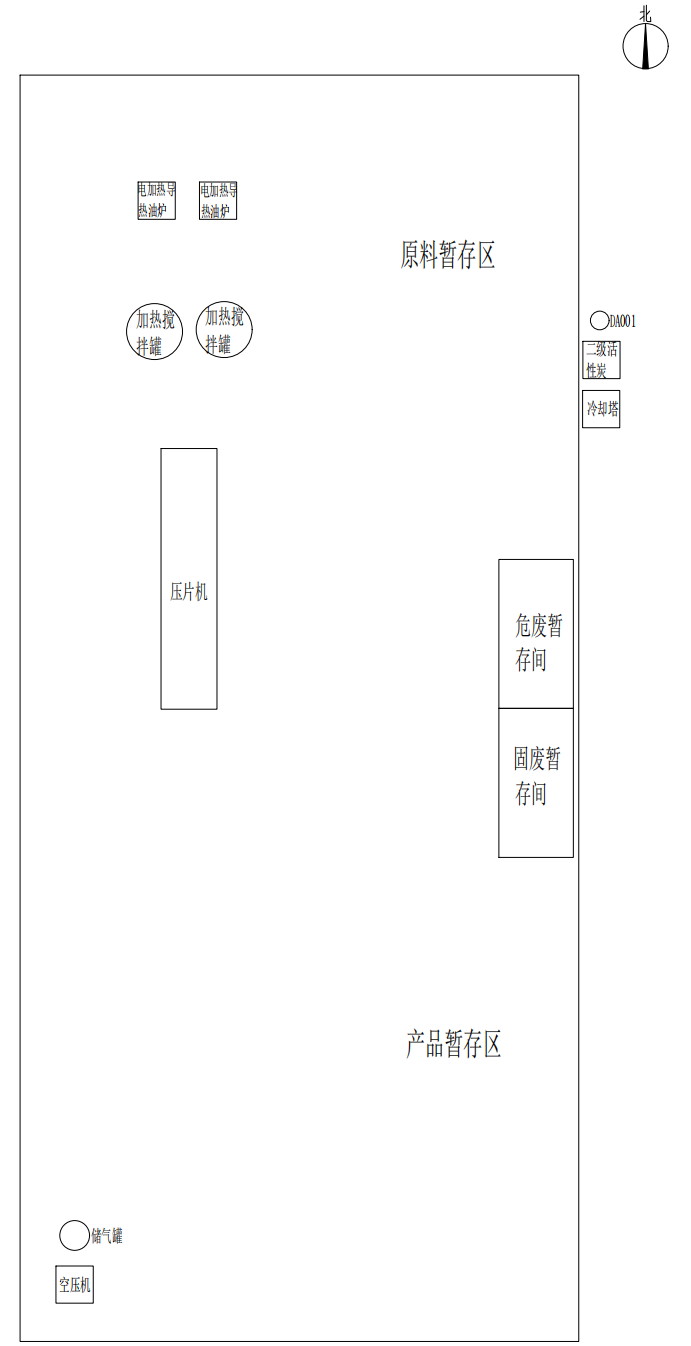 北
电加热导
热油炉
电加热导
热油炉
原料暂存区
加热搅
拌罐
加热搅
拌罐
DA001
二级活
性炭
冷却塔
压片机
危废暂
存间
固废暂
存间
产品暂存区
储气罐
空压机